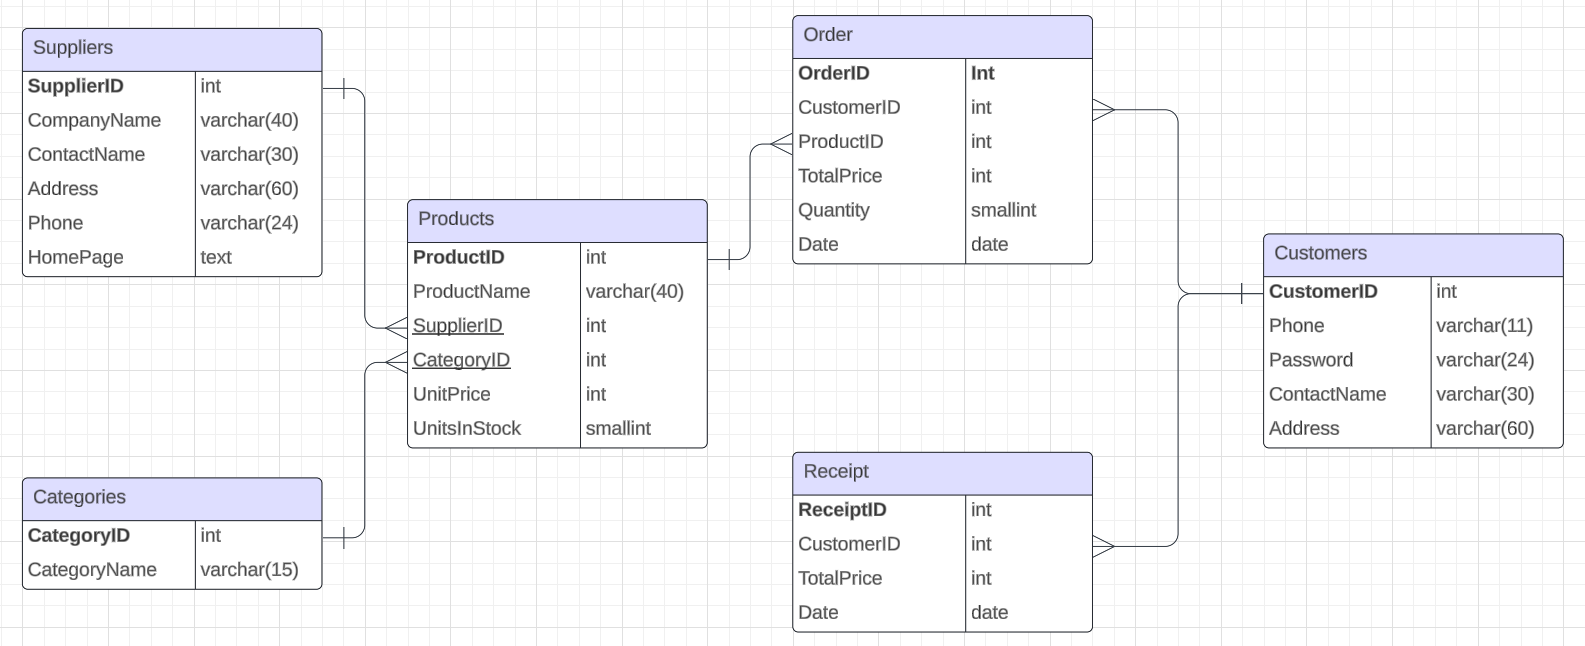 Suppliers
SupplierID int
CompanyName varchar(40)
ContactName varchar(30)
Address varchar(60)
Phone varchar(24)
HomePage text
Categories
CategoryID int
CategoryName varchar(15)
Products
ProductID int
ProductName varchar(40)
SupplierID int
CategoryID int
UnitPrice int
UnitsInStock smallint
Order
OrderID Int
CustomerID int
ProductID int
TotalPrice int
Quantity smallint
Date date
Receipt
ReceiptID int
CustomerID int
TotalPrice int
Date date
Customers
CustomerID int
Phone varchar(11)
Password varchar(24)
ContactName varchar(30)
Address varchar(60)